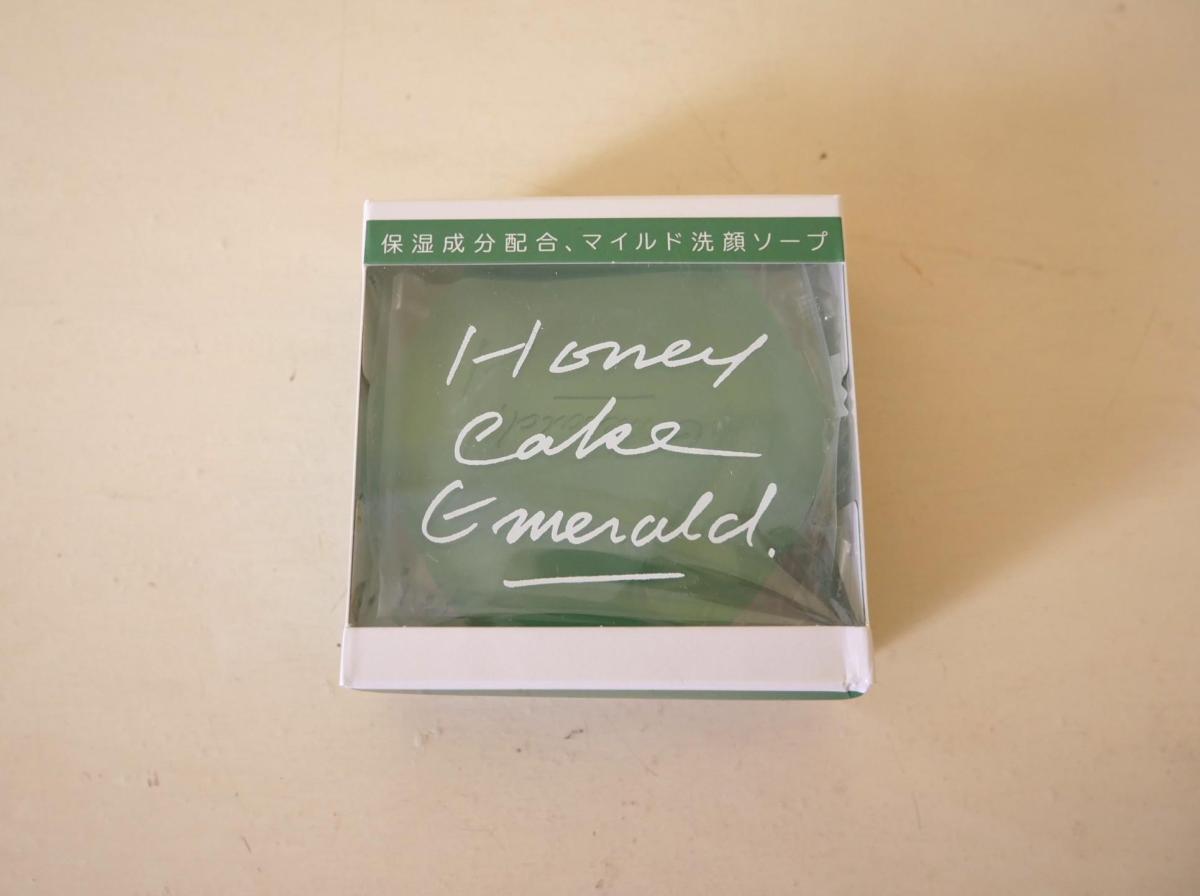 保湿成分配合、マイルド洗顔ソープ
Honey
Cake
Emerald.